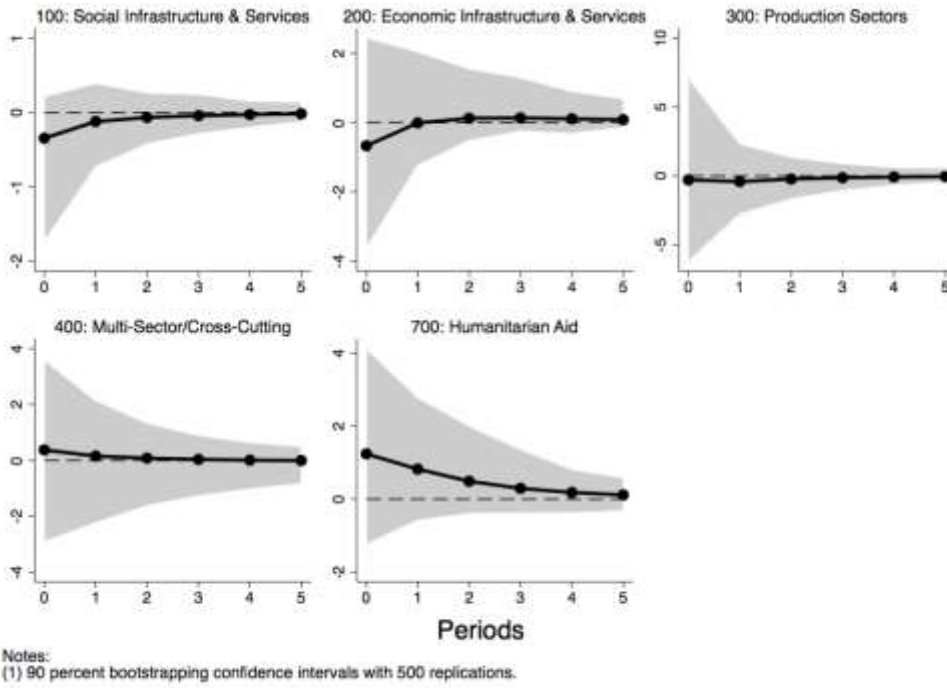 100: Social Infrastructure & Services
200: Economic Infrastructure & Services
300: Production Sectors
1
0
-1
-2
0 1 2 3 4 5
2
0
-2
-4
0 1 2 3 4 5
10
5
0
-5
0 1 2 3 4 5
400: Multi-Sector/Cross-Cutting
700: Humanitarian Aid
4
2
0
-2
-4
0 1 2 3 4 5
4
2
0
-2
0 1 2 3 4 5
Periods
Notes:
(1) 90 percent bootstrapping confidence intervals with 500 replications.